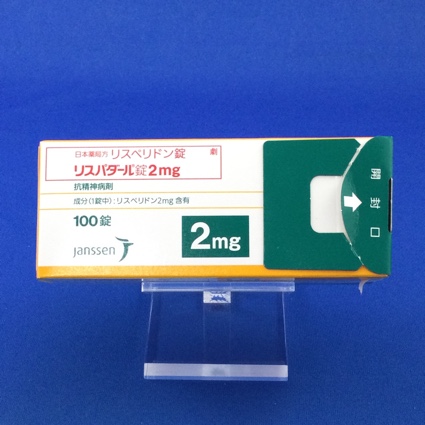 日本薬局方 リスペリドン錠 劇
リスパダール®錠2mg
抗精神病剤
成分(1錠中):リスペリドン2mg 含有
100錠
janssen
2mg
開封口